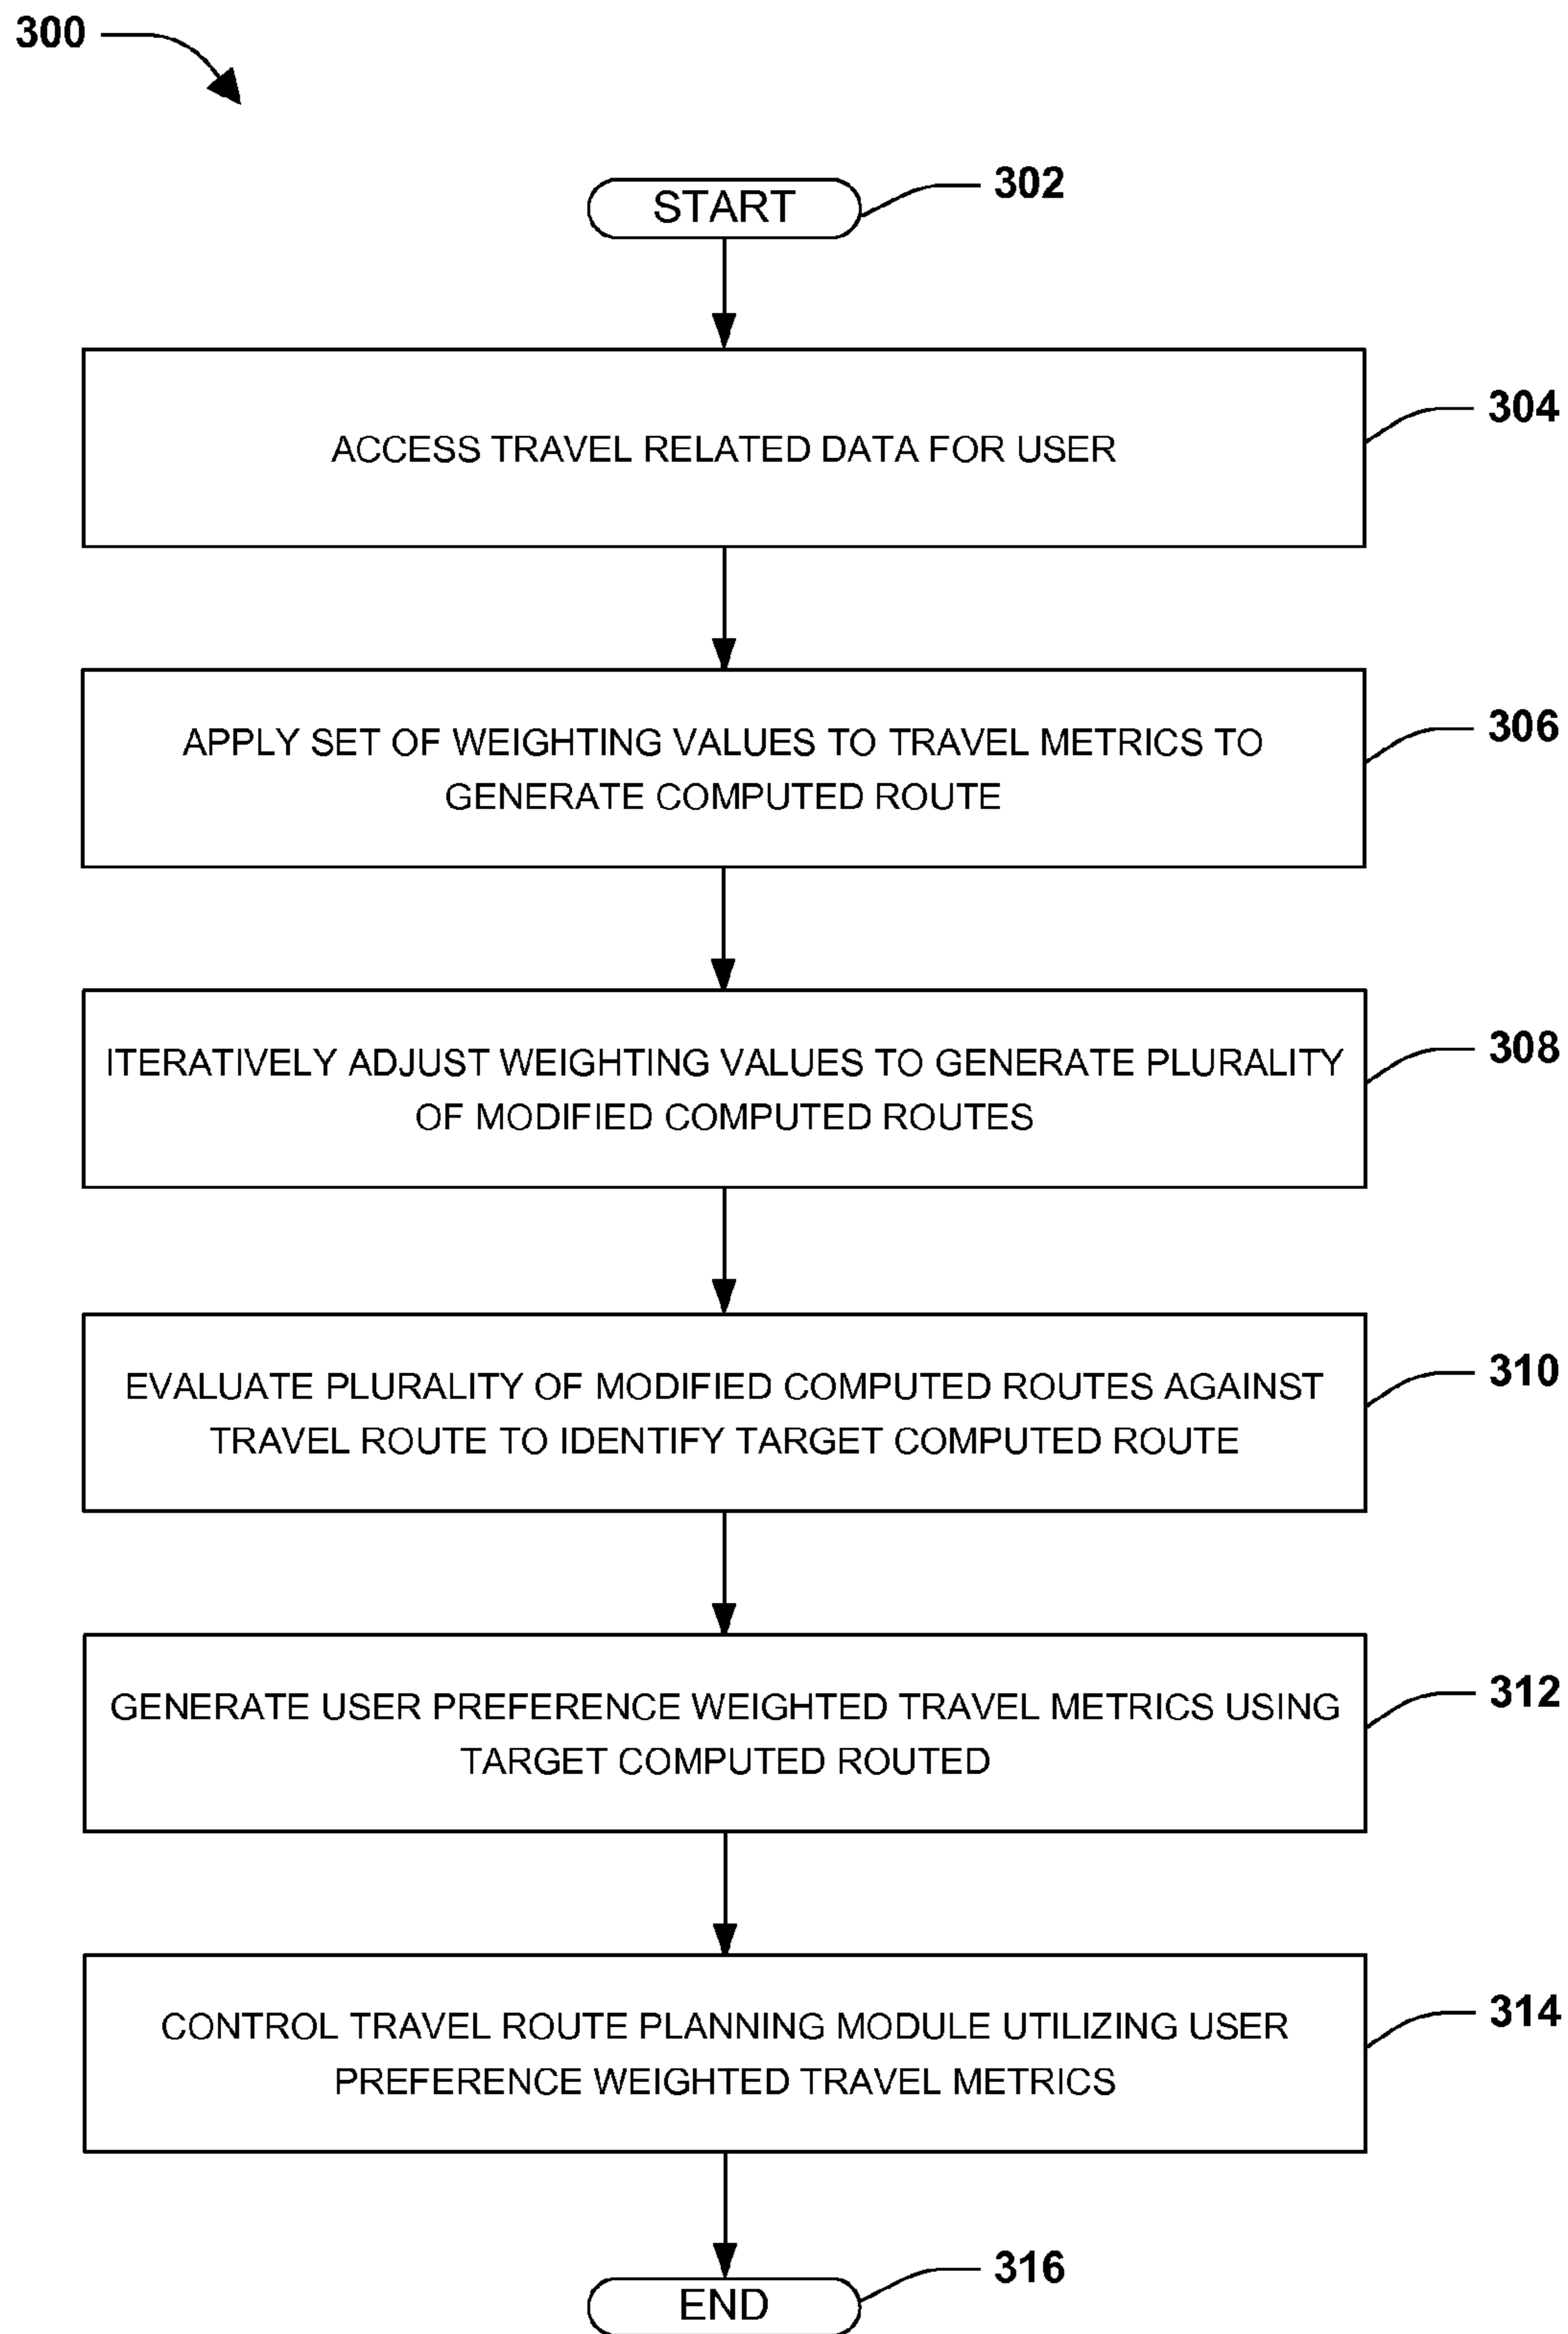 300
START
302
ACCESS TRAVEL RELATED DATA FOR USER
304
APPLY SET OF WEIGHTING VALUES TO TRAVEL METRICS TO
GENERATE COMPUTED ROUTE
306
ITERATIVELY ADJUST WEIGHTING VALUES TO GENERATE PLURALITY
OF MODIFIED COMPUTED ROUTES
308
EVALUATE PLURALITY OF MODIFIED COMPUTED ROUTES AGAINST
TRAVEL ROUTE TO IDENTIFY TARGET COMPUTED ROUTE
310
GENERATE USER PREFERENCE WEIGHTED TRAVEL METRICS USING
TARGET COMPUTED ROUTED
312
CONTROL TRAVEL ROUTE PLANNING MODULE UTILIZING USER
PREFERENCE WEIGHTED TRAVEL METRICS
314
END
316